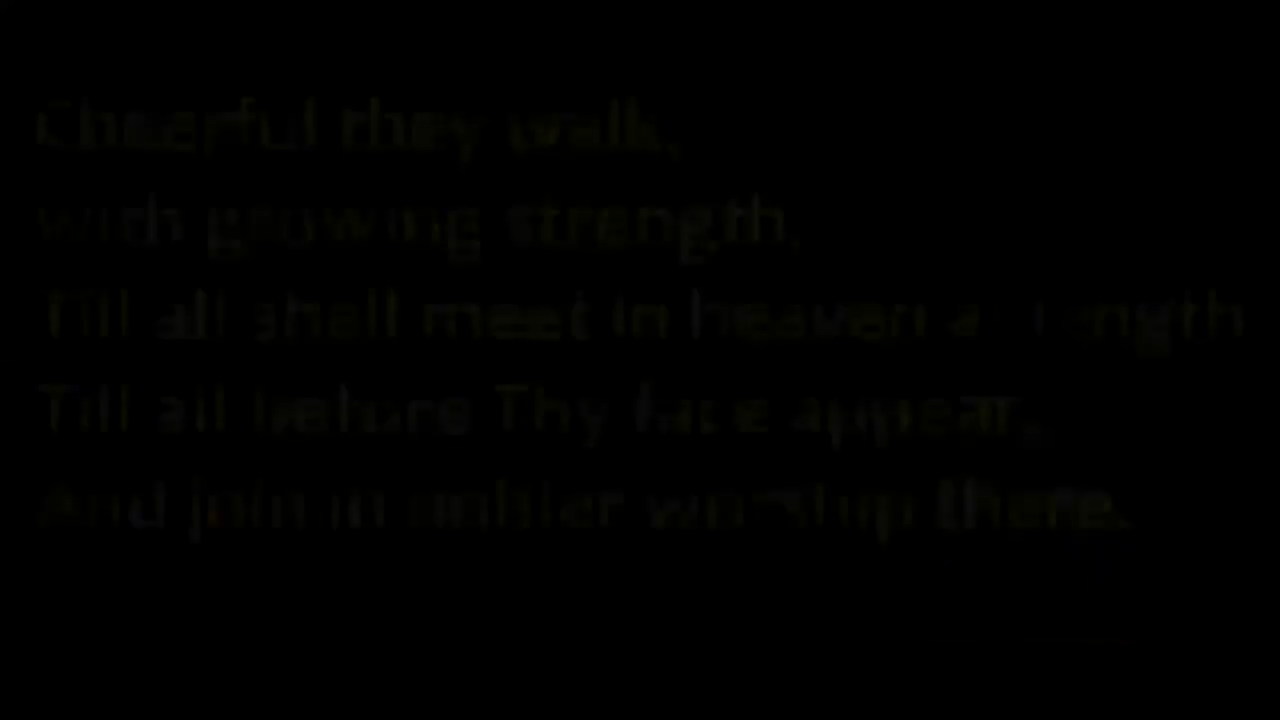 Cheerful they walk,
with growing strength,
Till all shall meet in heaven at length
Till all before Thy face appear,
And join in nobler worship there.